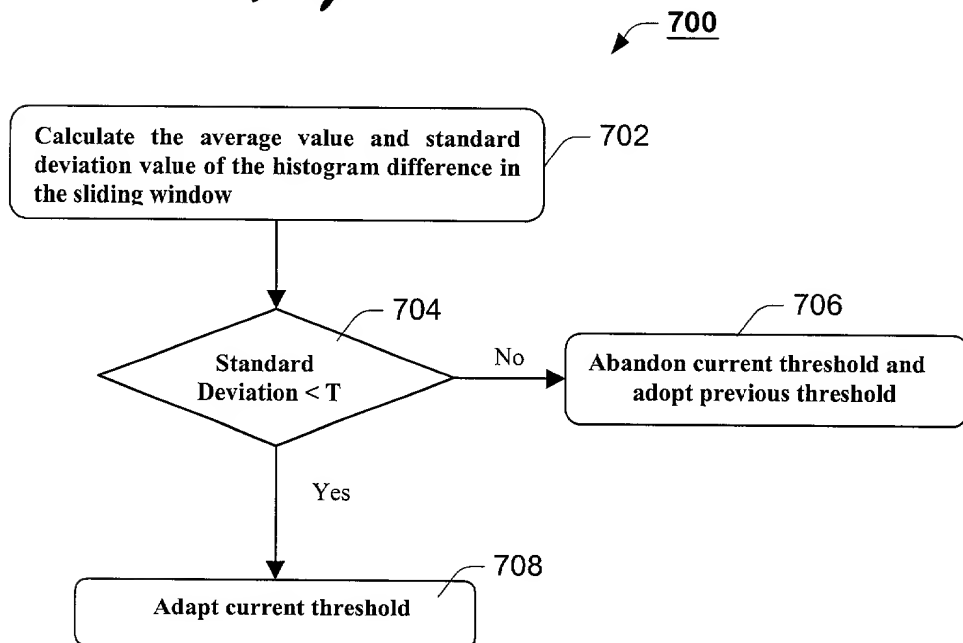 700
Calculate the average value and standard
deviation value of the histogram difference in
the sliding window
702
704
Standard
Deviation < T
No
706
Abandon current threshold and
adopt previous threshold
Yes
708
Adapt current threshold